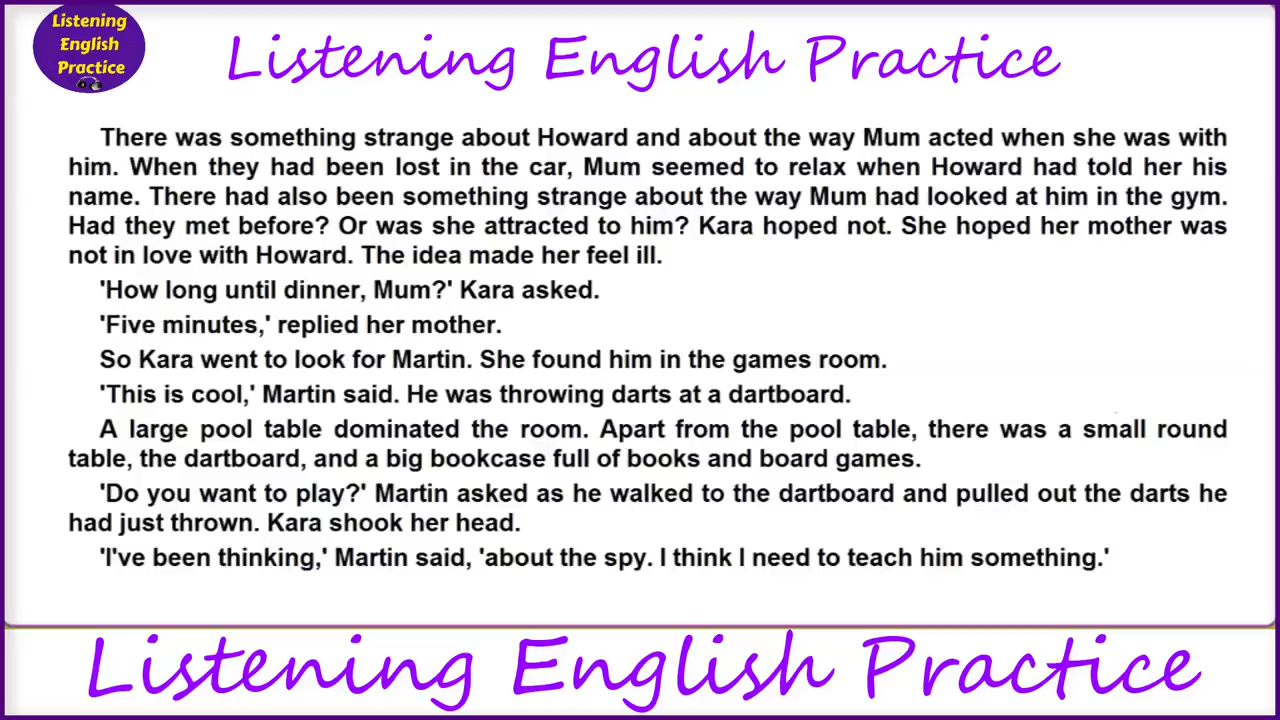 Listening
English
Practice
Listening English Practice
There was something strange about Howard and about the way Mum acted when she was with
him. When they had been lost in the car, Mum seemed to relax when Howard had told her his
name. There had also been something strange about the way Mum had looked at him in the gym.
Had they met before? Or was she attracted to him? Kara hoped not. She hoped her mother was
not in love with Howard. The idea made her feel ill.
'How long until dinner, Mum?' Kara asked.
'Five minutes,' replied her mother.
So Kara went to look for Martin. She found him in the games room.
'This is cool,' Martin said. He was throwing darts at a dartboard.
A large pool table dominated the room. Apart from the pool table, there was a small round
table, the dartboard, and a big bookcase full of books and board games.
'Do you want to play?' Martin asked as he walked to the dartboard and pulled out the darts he
had just thrown. Kara shook her head.
'I've been thinking,' Martin said, 'about the spy. I think I need to teach him something.'
Listening English Practice